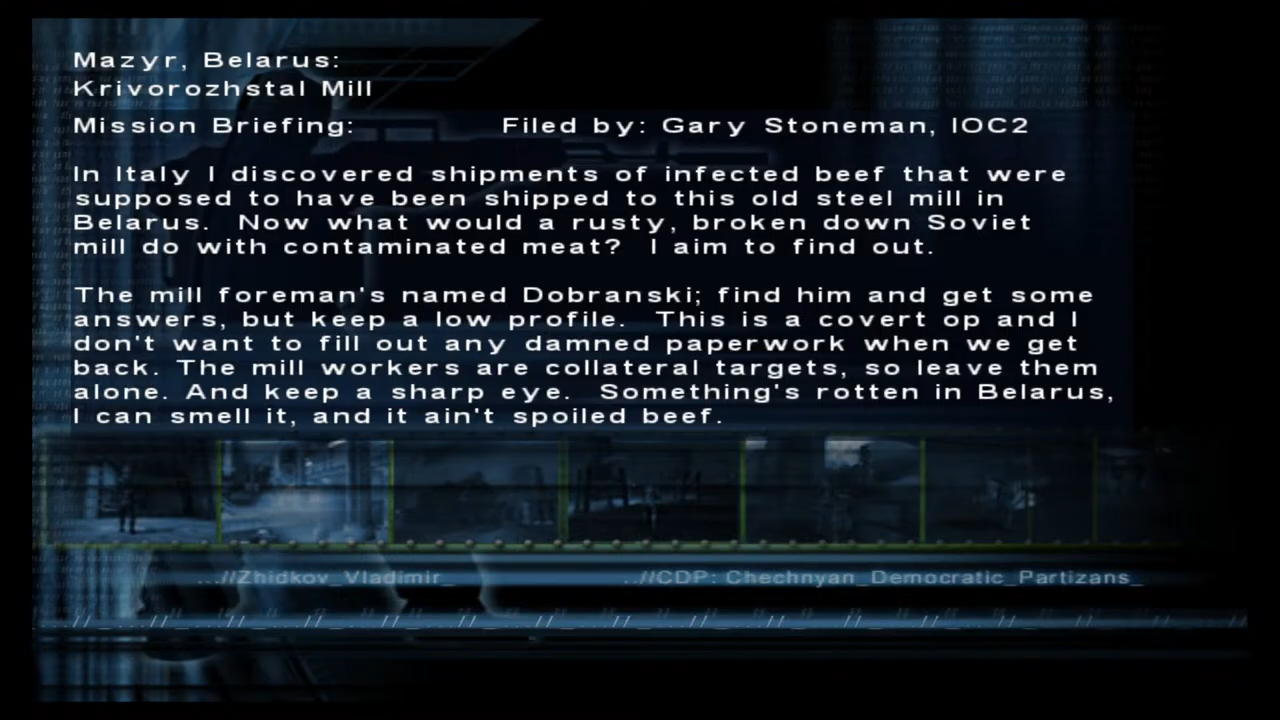 Mazyr, Belarus:
Krivorozhstal Mill
Mission Briefing: Filed by: Gary Stoneman, IOC2
In Italy I discovered shipments of infected beef that were
supposed to have been shipped to this old steel mill in
Belarus. Now what would a rusty, broken down Soviet
mill do with contaminated meat? I aim to find out.
The mill foreman's named Dobranski; find him and get some
answers, but keep a low profile. This is a covert op and I
don't want to fill out any damned paperwork when we get
back. The mill workers are collateral targets, so leave them
alone. And keep a sharp eye. Something's rotten in Belarus,
I can smell it, and it ain't spoiled beef.
...//Zhidkov_Vladimir_ ..//CDP: Chechnyan_Democratic_Partizans_